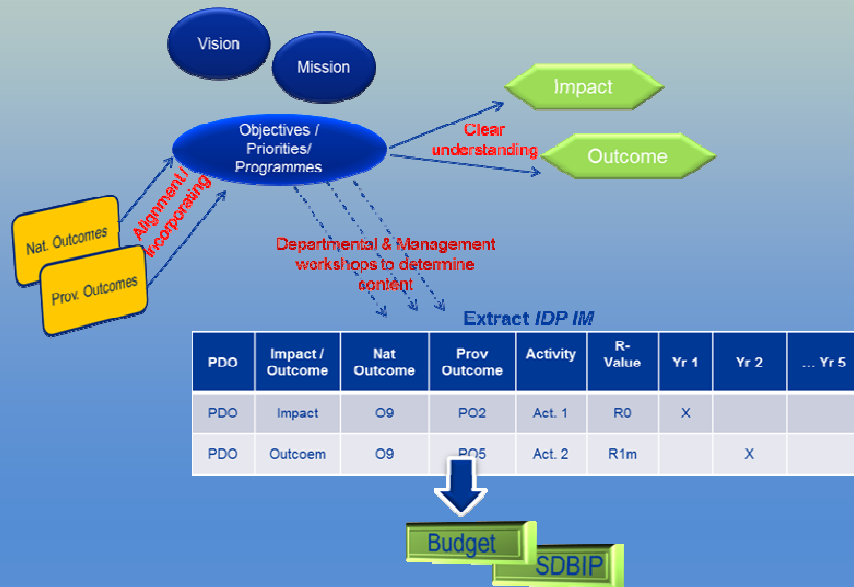 Vision
Mission
Objectives /
Priorities/
Programmes
Impact
Clear
understanding
Outcome
Alignment /
Incorporating
Nat. Outcomes
Prov. Outcomes
Departmental & Management
workshops to determine
content
Extract IDP IM
PDO Impact / Outcome Nat Outcome Prov Outcome Activity R-Value Yr 1 Yr 2 ... Yr 5
PDO Impact O9 PO2 Act. 1 R0 X
PDO Outcoem O9 PO5 Act. 2 R1m X
Budget
SDBIP